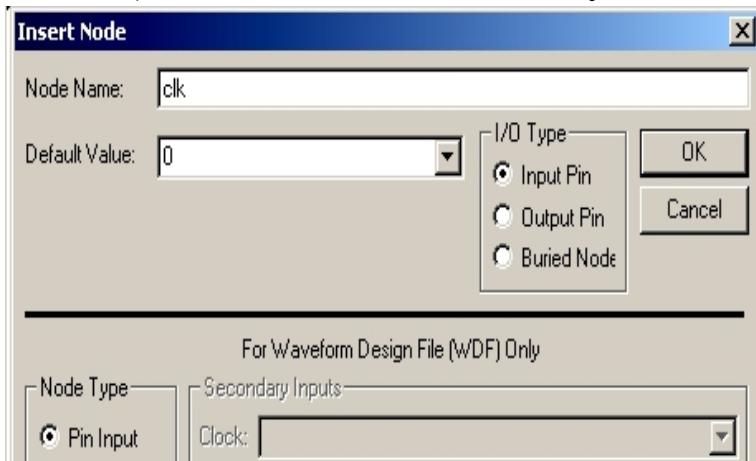 Insert Node
Node Name: clk
Default Value: 0
I/O Type
Input Pin
Output Pin
Buried Node
OK
Cancel
For Waveform Design File (WDF) Only
Node Type
Pin Input
Secondary Inputs
Clock: